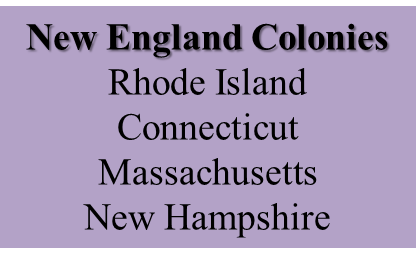 New England Colonies
Rhode Island
Connecticut
Massachusetts
New Hampshire